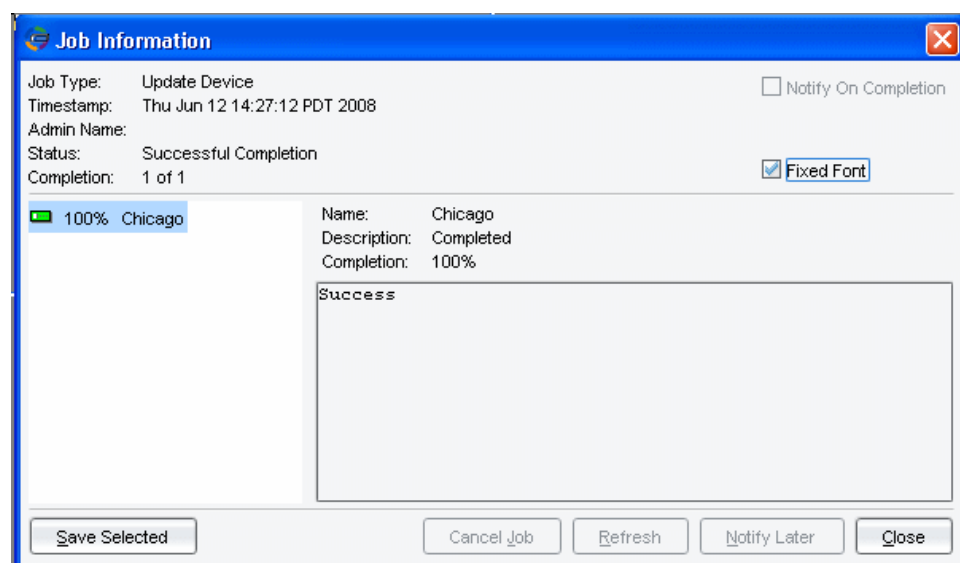 Job Information
Job Type: Update Device
Notify On Completion
Timestamp: Thu Jun 12 14:27:12 PDT 2008
Admin Name:
Status: Successful Completion
Fixed Font
Completion: 1 of 1
100% Chicago
Name: Chicago
Description: Completed
Completion: 100%
Success
Save Selected
Cancel Job
Refresh
Notify Later
Close